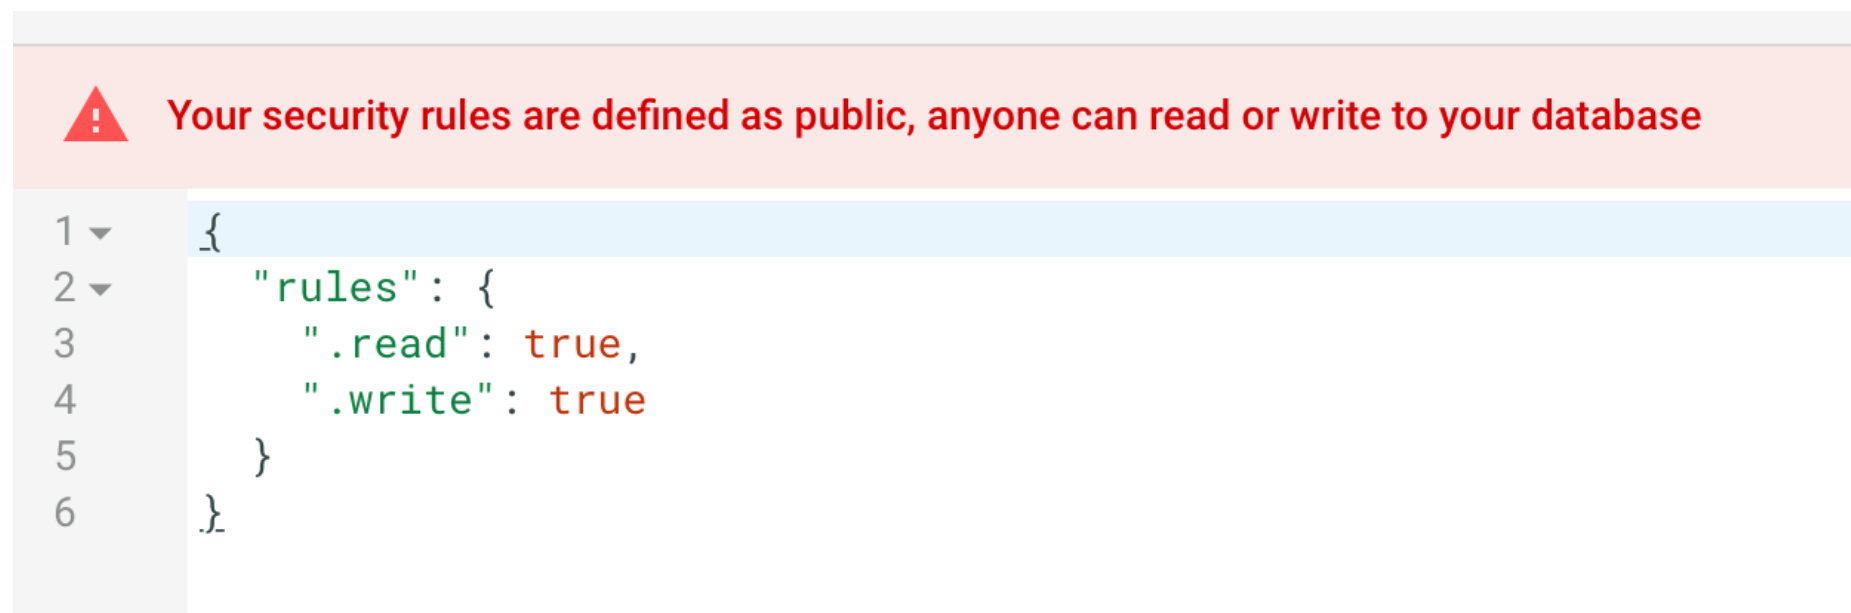 Your security rules are defined as public, anyone can read or write to your database
1 {
2 "rules": {
3 ".read": true,
4 ".write": true
5 }
6 }